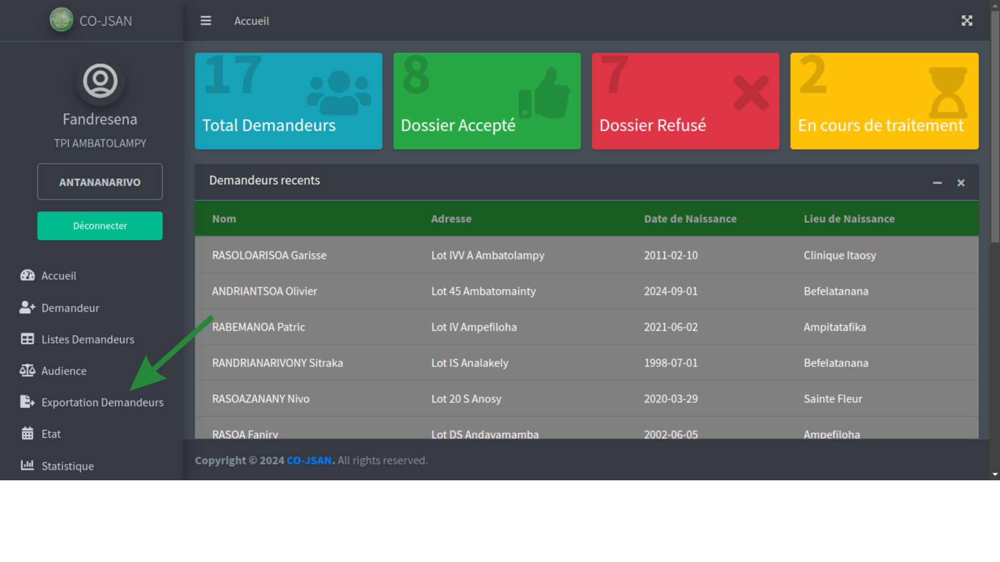 CO-JSAN
Accueil
Fandresena
TPI AMBATOLAMPY
ANTANANARIVO
Déconnecter
Accueil
Demandeur
Listes Demandeurs
Audience
Exportation Demandeurs
Etat
Statistique
17
Total Demandeurs
8
Dossier Accepté
7
Dossier Refusé
2
En cours de traitement
Demandeurs recents
Nom Adresse Date de Naissance Lieu de Naissance
RASOLOARISOA Garisse Lot IVV A Ambatolampy 2011-02-10 Clinique Itaosy
ANDRIANTSOA Olivier Lot 45 Ambatomainty 2024-09-01 Befelatanana
RABEMANOA Patric Lot IV Ampefiloha 2021-06-02 Ampitatafika
RANDRIANARIVONY Sitraka Lot IS Analakely 1998-07-01 Befelatanana
RASOAZANANY Nivo Lot 20 S Anosy 2020-03-29 Sainte Fleur
RASOA Faniry Lot DS Andavamamba 2002-06-05 Ampefiloha
Copyright © 2024 CO-JSAN. All rights reserved.